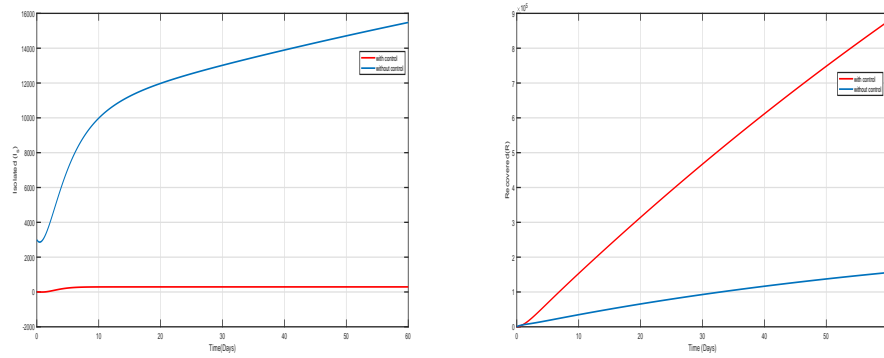 16000
14000
12000
10000
8000
6000
4000
2000
0
-2000
0 10 20 30 40 50 60
Time(Days)
Isolated (I_q)
with control
without control
×10^5
9
8
7
6
5
4
3
2
1
0
0 10 20 30 40 50
Time (Days)
Recovered(R)
with control
without control